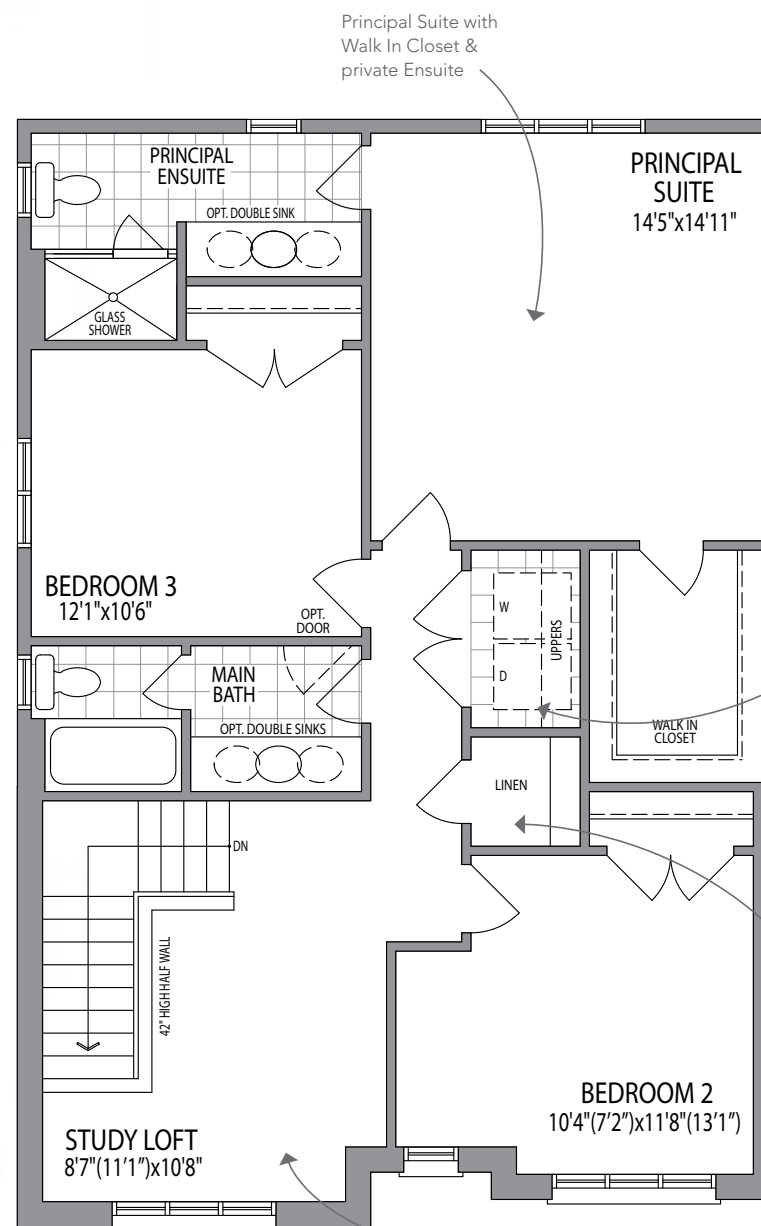 Principal Suite with
Walk In Closet &
private Ensuite
PRINCIPAL
ENSUITE
OPT. DOUBLE SINK
PRINCIPAL
SUITE
14'5"x14'11"
GLASS
SHOWER
BEDROOM 3
12'1"x10'6"
OPT.
DOOR
W
D
UPPERS
MAIN
BATH
OPT. DOUBLE SINKS
WALK IN
CLOSET
LINEN
DN
42" HIGH HALF WALL
BEDROOM 2
10'4"(7'2")x11'8"(13'1")
STUDY LOFT
8'7"(11'1")x10'8"